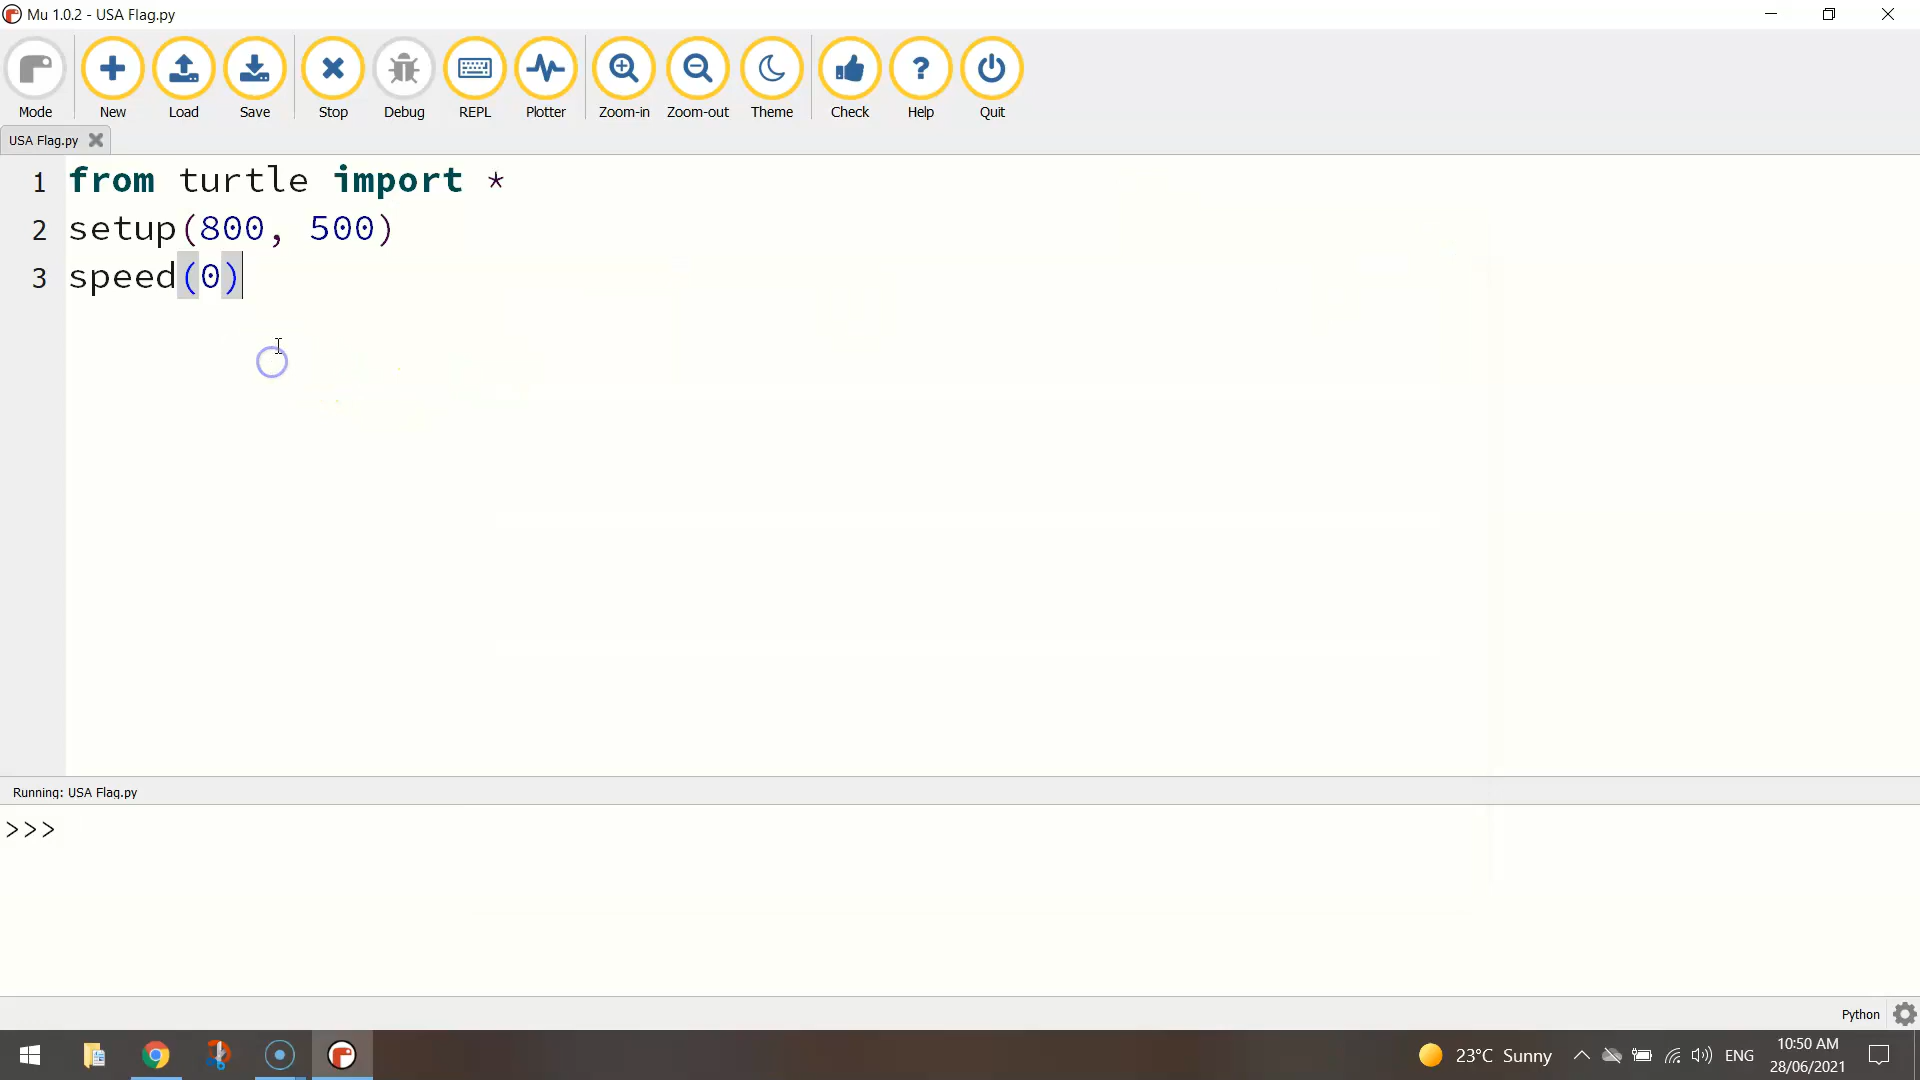 Mu 1.0.2 - USA Flag.py
Mode New Load Save Stop Debug REPL Plotter Zoom-in Zoom-out Theme Check Help Quit
USA Flag.py
1 from turtle import *
2 setup(800, 500)
3 speed(0)
Running: USA Flag.py
>>>
Python
23°C Sunny ENG 10:50 AM
28/06/2021